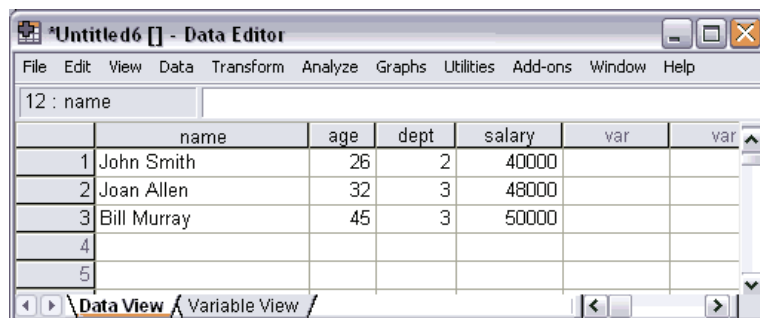 *Untitled6 [] - Data Editor
File Edit View Data Transform Analyze Graphs Utilities Add-ons Window Help
12 : name
name age dept salary var var
1 John Smith 26 2 40000
2 Joan Allen 32 3 48000
3 Bill Murray 45 3 50000
4
5
Data View Variable View